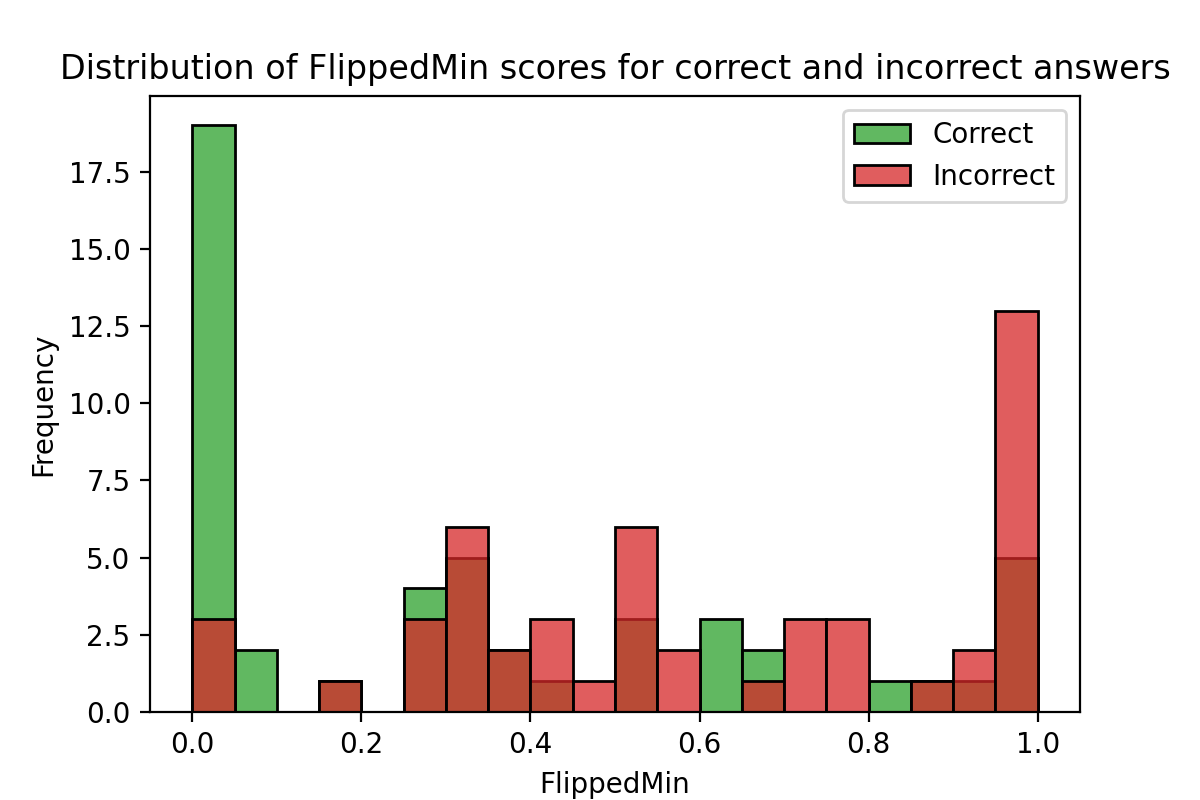 Distribution of FlippedMin scores for correct and incorrect answers
Correct
Incorrect
17.5
15.0
12.5
10.0
7.5
5.0
2.5
0.0
Frequency
0.0 0.2 0.4 0.6 0.8 1.0
FlippedMin